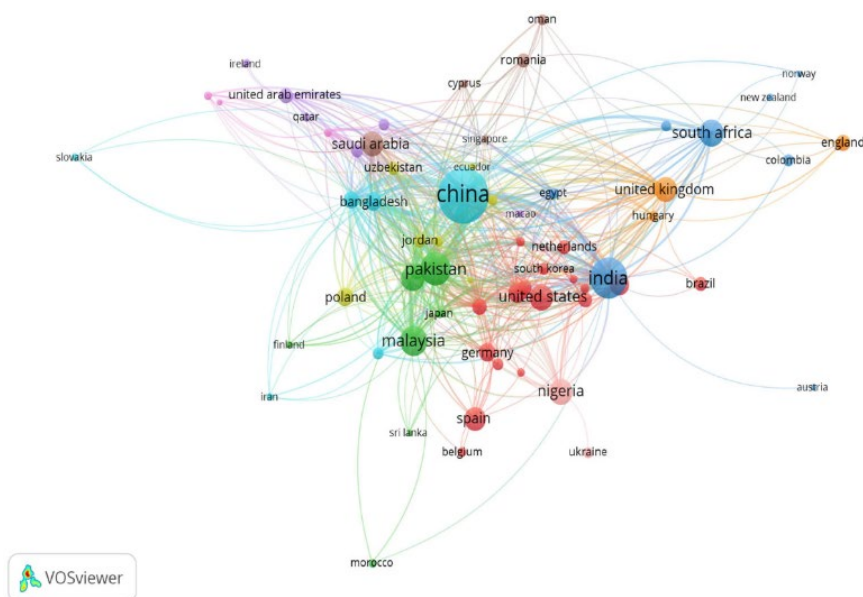 oman
romania
ireland
norway
united arab emirates
cyprus
new zealand
qatar
south africa
saudi arabia
singapore
england
slovakia
uzbekistan
ecuador
colombia
china
united kingdom
bangladesh
egypt
macao
hungary
jordan
netherlands
pakistan
south korea
india
brazil
poland
united states
japan
malaysia
finland
germany
austria
iran
nigeria
spain
sri lanka
belgium
ukraine
morocco
VOSviewer